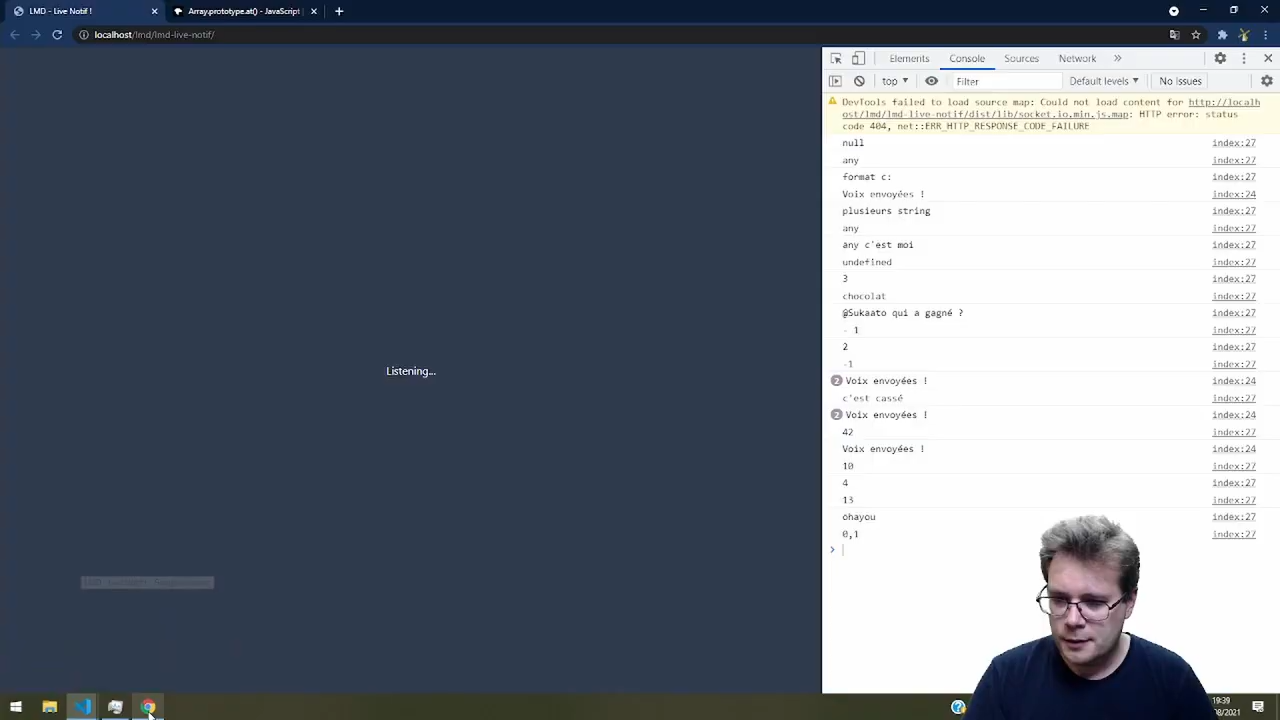 LMD - Live Notif !
Array.prototype.at() - JavaScript |
localhost/lmd/lmd-live-notif/
Elements
Console
Sources
Network
top
Filter
Default levels
No Issues
DevTools failed to load source map: Could not load content for http://localh
ost/lmd/lmd-live-notif/dist/lib/socket.io.min.js.map: HTTP error: status
code 404, net::ERR_HTTP_RESPONSE_CODE_FAILURE
null index:27
any index:27
format c: index:27
Voix envoyées ! index:24
plusieurs string index:27
any index:27
any c'est moi index:27
undefined index:27
3 index:27
chocolat index:27
@Sukaato qui a gagné ? index:27
- 1 index:27
2 index:27
-1 index:27
2 Voix envoyées ! index:24
c'est cassé index:27
2 Voix envoyées ! index:24
42 index:27
Voix envoyées ! index:24
10 index:27
4 index:27
13 index:27
ohayou index:27
0,1 index:27
Listening...
19:39
08/2021